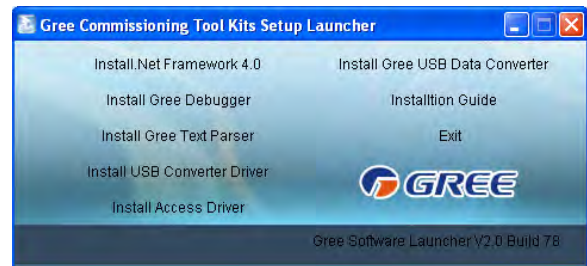 Gree Commissioning Tool Kits Setup Launcher
Install.Net Framework 4.0
Install Gree Debugger
Install Gree Text Parser
Install USB Converter Driver
Install Access Driver
Install Gree USB Data Converter
Installtion Guide
Exit
GREE
Gree Software Launcher V2.0 Build 78